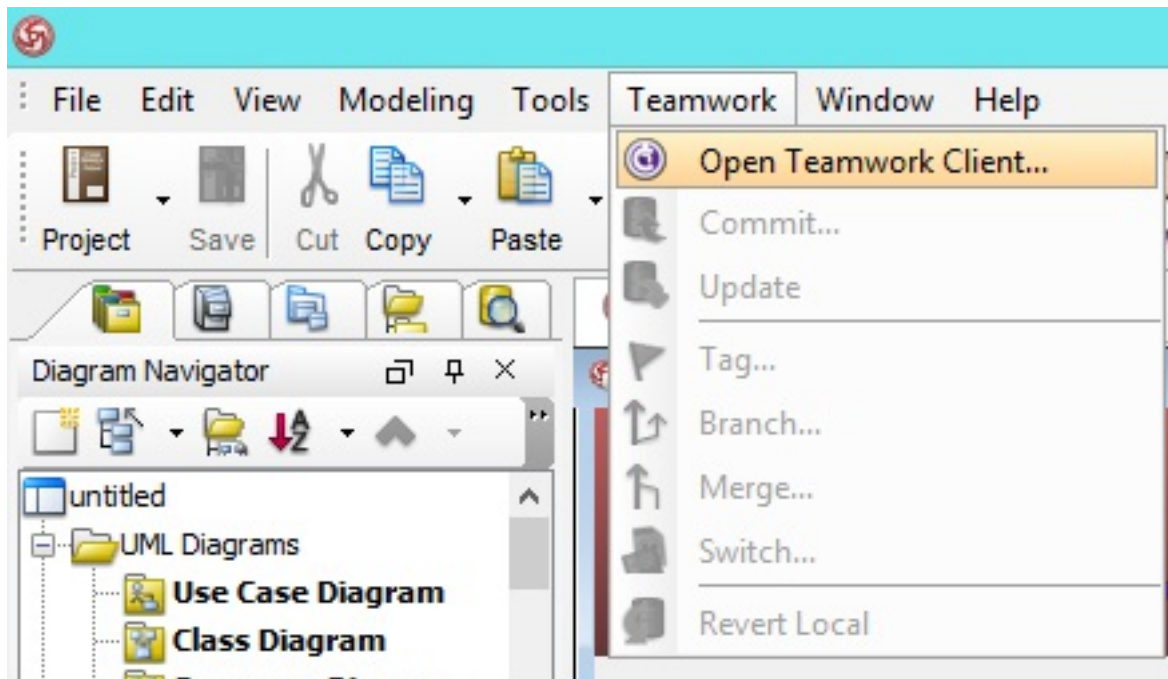 File Edit View Modeling Tools Teamwork Window Help
Project Save Cut Copy Paste
Open Teamwork Client...
Commit...
Update
Tag...
Branch...
Merge...
Switch...
Revert Local
Diagram Navigator
untitled
UML Diagrams
Use Case Diagram
Class Diagram